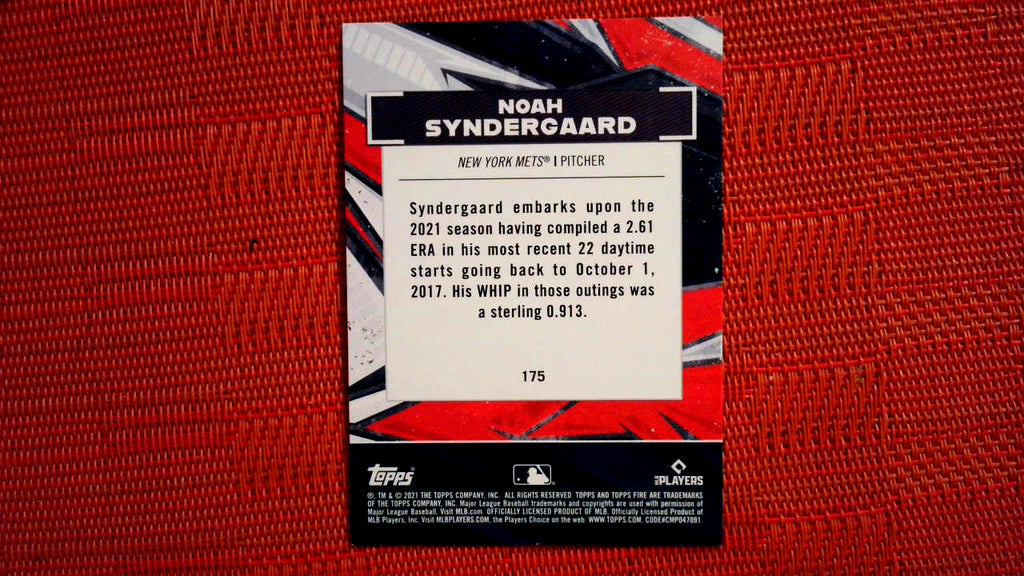 NOAH
SYNDERGAARD
NEW YORK METS® | PITCHER
Syndergaard embarks upon the
2021 season having compiled a 2.61
ERA in his most recent 22 daytime
starts going back to October 1,
2017. His WHIP in those outings was
a sterling 0.913.
175
topps®
PLAYERS
®, TM & © 2021 THE TOPPS COMPANY, INC. ALL RIGHTS RESERVED TOPPS AND TOPPS FIRE ARE TRADEMARKS
OF THE TOPPS COMPANY, INC. Major League Baseball trademarks and copyrights are used with permission of
Major League Baseball. Visit MLB.com. OFFICIALLY LICENSED PRODUCT OF MLB. Officially Licensed Product of
MLB Players, Inc. Visit MLBPLAYERS.COM, the Players Choice on the web. WWW.TOPPS.COM. CODE#CMP047091